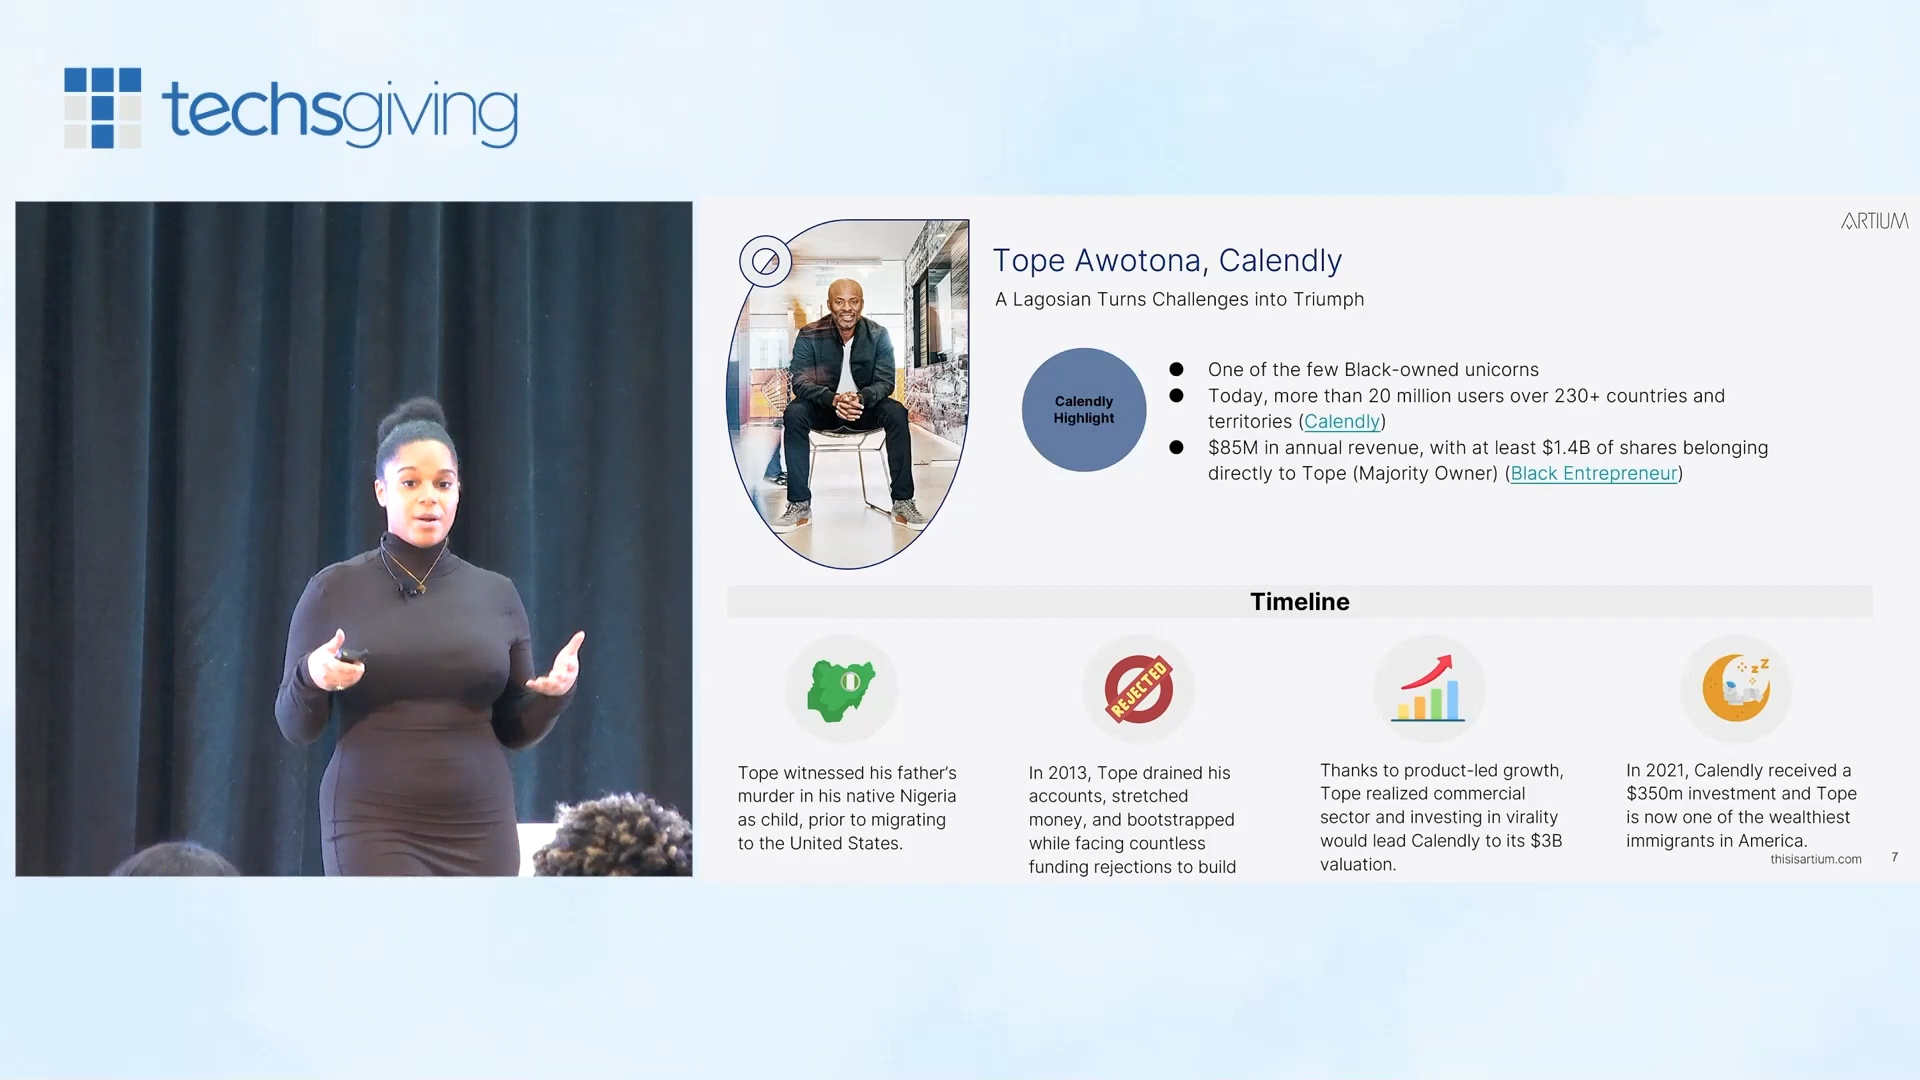 techsgiving
ARTIUM
Tope Awotona, Calendly
A Lagosian Turns Challenges into Triumph
Calendly
Highlight
One of the few Black-owned unicorns
Today, more than 20 million users over 230+ countries and
territories (Calendly)
$85M in annual revenue, with at least $1.4B of shares belonging
directly to Tope (Majority Owner) (Black Entrepreneur)
Timeline
REJECTED
zz
Tope witnessed his father's
murder in his native Nigeria
as child, prior to migrating
to the United States.
In 2013, Tope drained his
accounts, stretched
money, and bootstrapped
while facing countless
funding rejections to build
Thanks to product-led growth,
Tope realized commercial
sector and investing in virality
would lead Calendly to its $3B
valuation.
In 2021, Calendly received a
$350m investment and Tope
is now one of the wealthiest
immigrants in America.
thisisartium.com 7